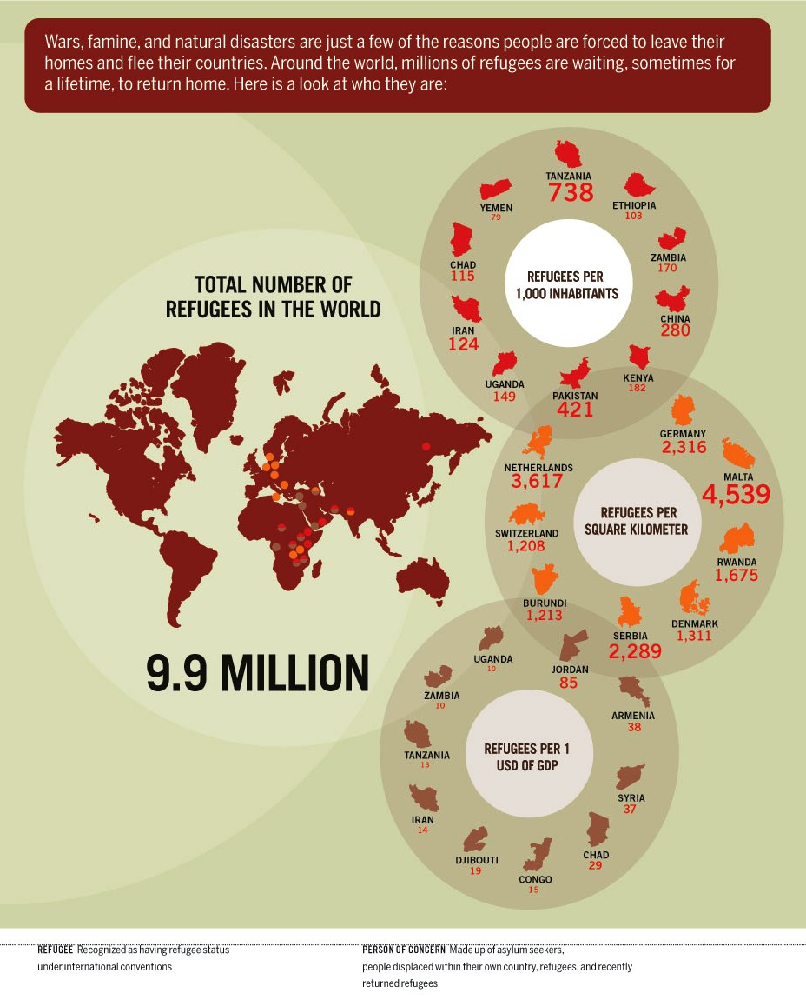 Wars, famine, and natural disasters are just a few of the reasons people are forced to leave their
homes and flee their countries. Around the world, millions of refugees are waiting, sometimes for
a lifetime, to return home. Here is a look at who they are:
TOTAL NUMBER OF
REFUGEES IN THE WORLD
9.9 MILLION
REFUGEES PER
1,000 INHABITANTS
TANZANIA
738
ETHIOPIA
103
ZAMBIA
170
CHINA
280
KENYA
182
PAKISTAN
421
UGANDA
149
IRAN
124
CHAD
115
YEMEN
79
REFUGEES PER
SQUARE KILOMETER
GERMANY
2,316
MALTA
4,539
RWANDA
1,675
DENMARK
1,311
SERBIA
2,289
BURUNDI
1,213
SWITZERLAND
1,208
NETHERLANDS
3,617
REFUGEES PER 1
USD OF GDP
JORDAN
85
ARMENIA
38
SYRIA
37
CHAD
29
CONGO
15
DJIBOUTI
19
IRAN
14
TANZANIA
13
ZAMBIA
10
UGANDA
10
REFUGEE Recognized as having refugee status
under international conventions
PERSON OF CONCERN Made up of asylum seekers,
people displaced within their own country, refugees, and recently
returned refugees